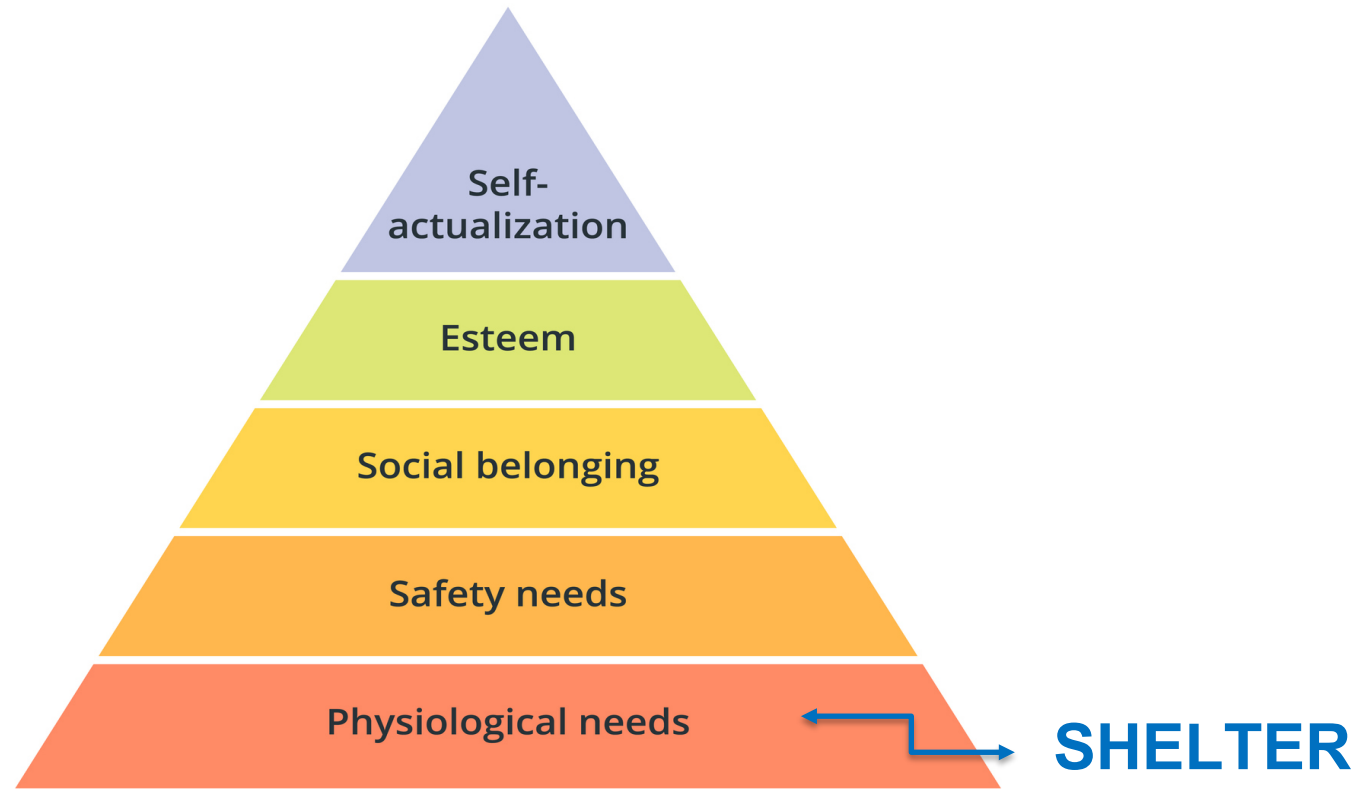 Self-
actualization
Esteem
Social belonging
Safety needs
Physiological needs
SHELTER